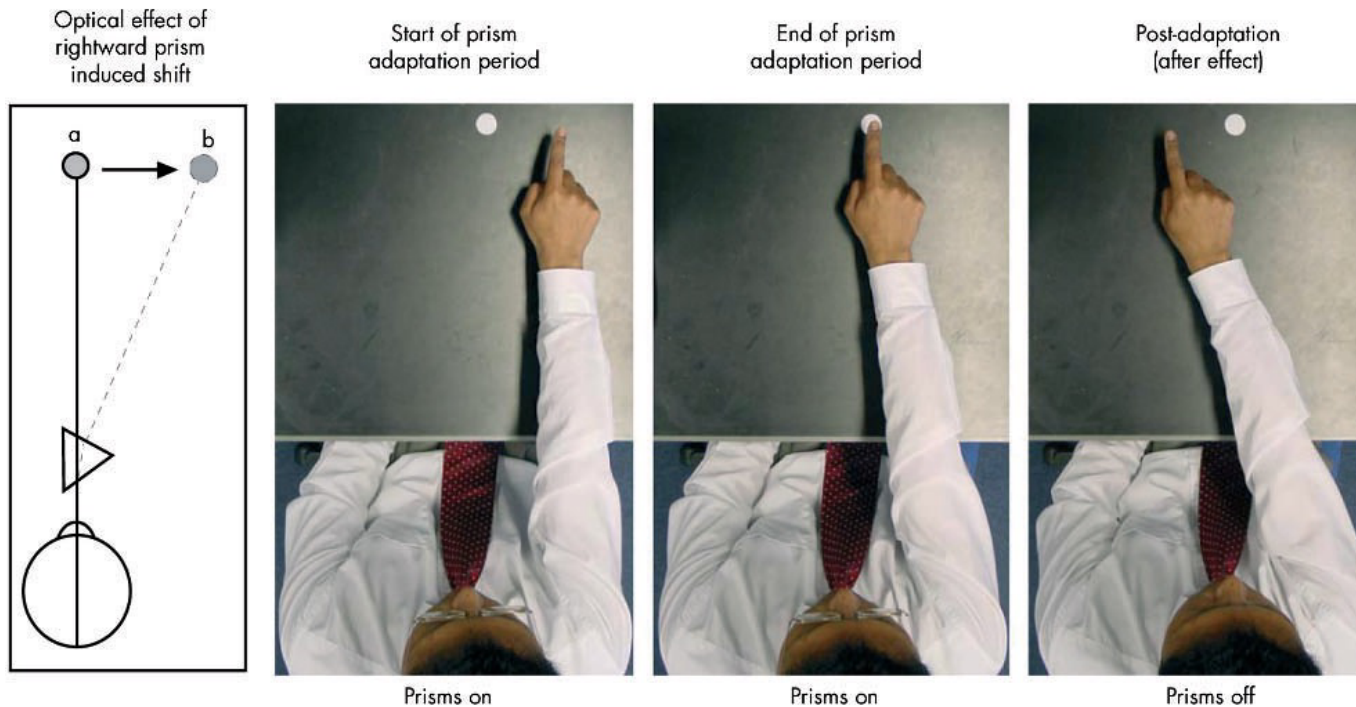 Optical effect of
rightward prism
induced shift
a
b
Start of prism
adaptation period
Prisms on
End of prism
adaptation period
Prisms on
Post-adaptation
(after effect)
Prisms off